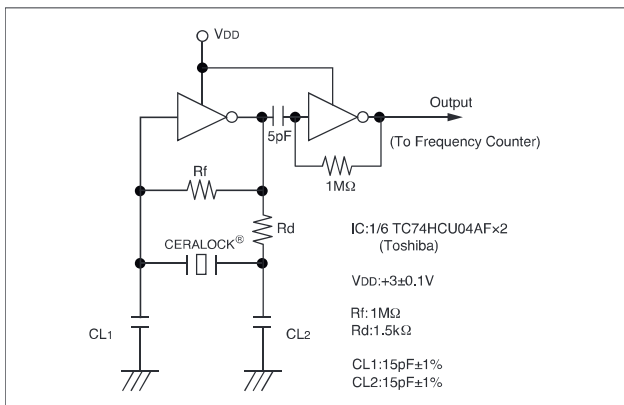 VDD
Output
5pF
(To Frequency Counter)
1MΩ
Rf
Rd
CERALOCK®
CL1
CL2
IC:1/6 TC74HCU04AF×2
(Toshiba)
VDD:+3±0.1V
Rf:1MΩ
Rd:1.5kΩ
CL1:15pF±1%
CL2:15pF±1%